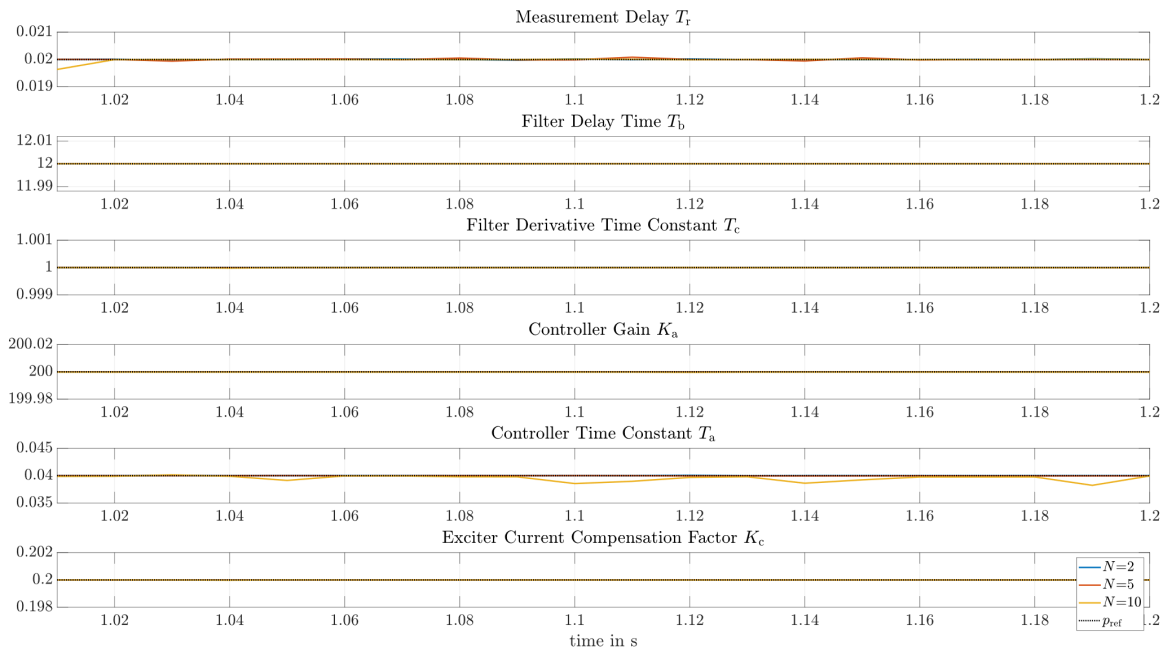 Measurement Delay Tr
0.021
0.02
0.019
1.02 1.04 1.06 1.08 1.1 1.12 1.14 1.16 1.18 1.2
Filter Delay Time Tb
12.01
12
11.99
1.02 1.04 1.06 1.08 1.1 1.12 1.14 1.16 1.18 1.2
Filter Derivative Time Constant Tc
1.001
1
0.999
1.02 1.04 1.06 1.08 1.1 1.12 1.14 1.16 1.18 1.2
Controller Gain Ka
200.02
200
199.98
1.02 1.04 1.06 1.08 1.1 1.12 1.14 1.16 1.18 1.2
Controller Time Constant Ta
0.045
0.04
0.035
1.02 1.04 1.06 1.08 1.1 1.12 1.14 1.16 1.18 1.2
Exciter Current Compensation Factor Kc
0.202
0.2
0.198
N=2
N=5
N=10
pref
1.02 1.04 1.06 1.08 1.1 1.12 1.14 1.16 1.18 1.2
time in s